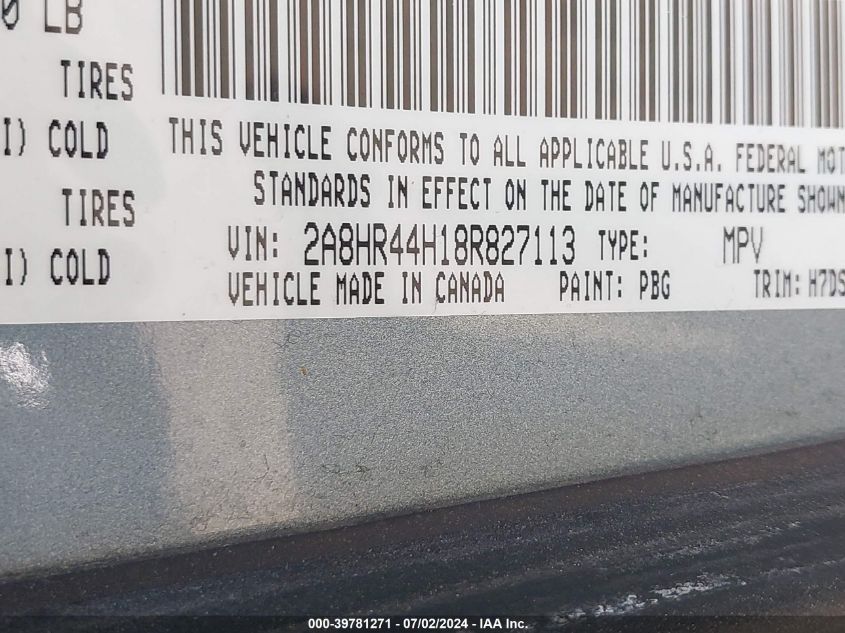 0 LB
TIRES
I) COLD
TIRES
I) COLD
THIS VEHICLE CONFORMS TO ALL APPLICABLE U.S.A. FEDERAL MOT
STANDARDS IN EFFECT ON THE DATE OF MANUFACTURE SHOWN
VIN: 2A8HR44H18R827113 TYPE: MPV
VEHICLE MADE IN CANADA PAINT: PBG TRIM: H7DS
000-39781271 - 07/02/2024 - IAA Inc.